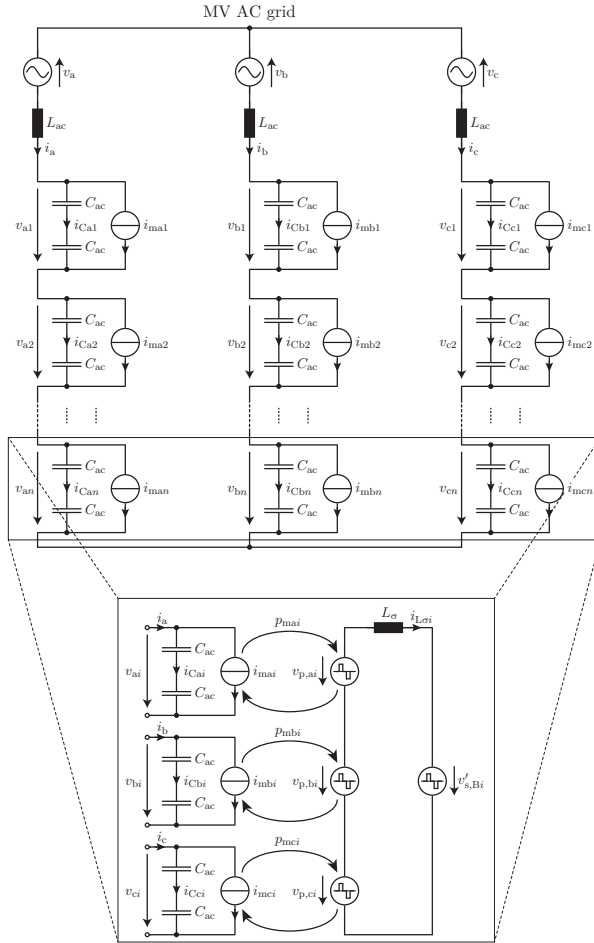 MV AC grid
v_a v_b v_c
L_ac L_ac L_ac
i_a i_b i_c
C_ac C_ac C_ac
v_a1 i_Ca1 i_ma1 v_b1 i_Cb1 i_mb1 v_c1 i_Cc1 i_mc1
C_ac C_ac C_ac
C_ac C_ac C_ac
v_a2 i_Ca2 i_ma2 v_b2 i_Cb2 i_mb2 v_c2 i_Cc2 i_mc2
C_ac C_ac C_ac
C_ac C_ac C_ac
v_an i_Can i_man v_bn i_Cbn i_mbn v_cn i_Ccn i_mcn
C_ac C_ac C_ac
i_a p_mai L_σ i_Lσi
C_ac
v_ai i_Cai i_mai v_p,ai
C_ac
i_b p_mbi
C_ac
v_bi i_Cbi i_mbi v_p,bi v'_s,Bi
C_ac
i_c p_mci
C_ac
v_ci i_Cci i_mci v_p,ci
C_ac